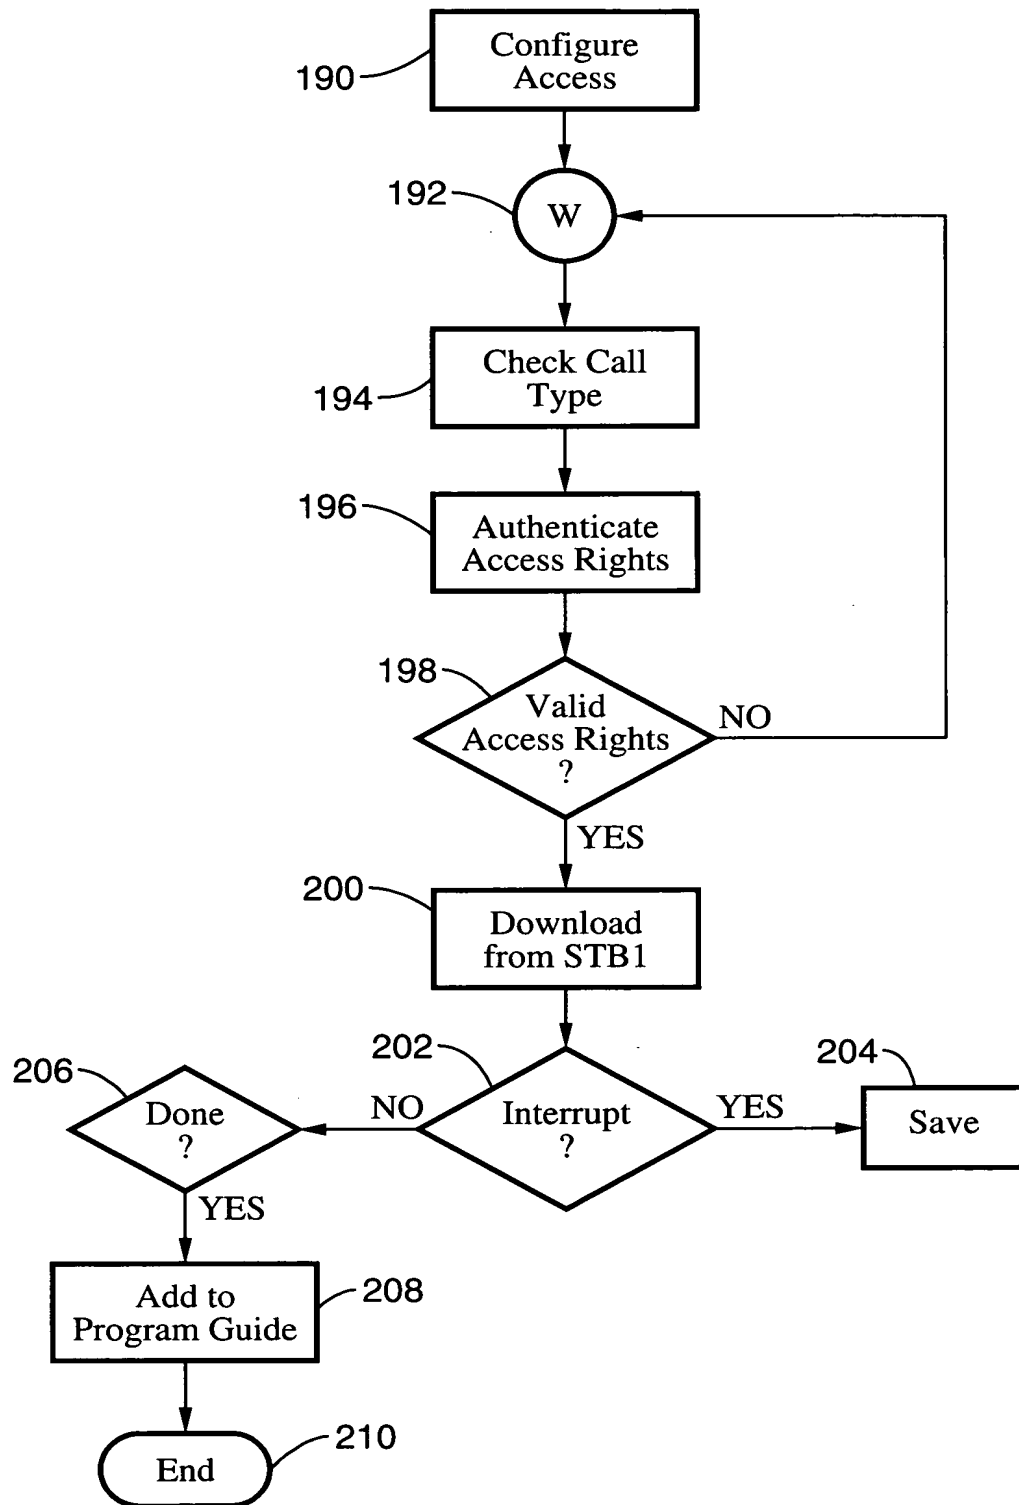 190
Configure
Access
192
W
194
Check Call
Type
196
Authenticate
Access Rights
198
Valid
Access Rights
?
NO
YES
200
Download
from STB1
202
Interrupt
?
NO
YES
204
Save
206
Done
?
YES
208
Add to
Program Guide
210
End